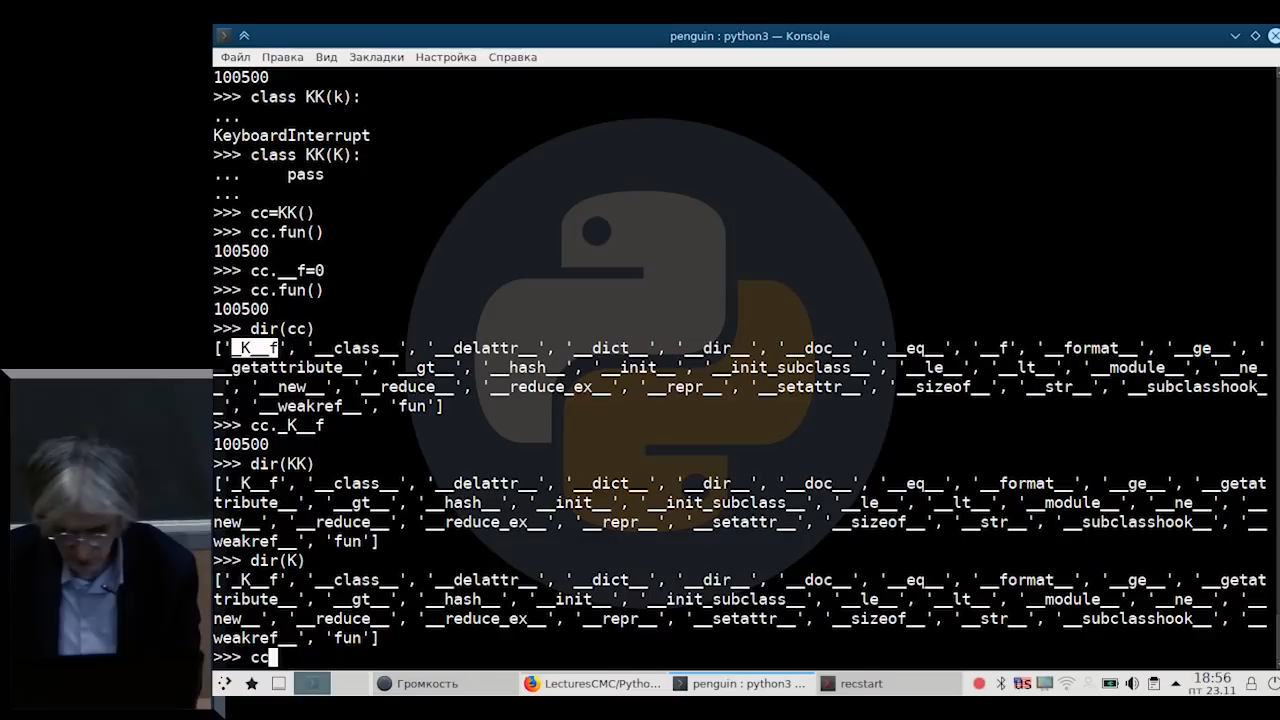 penguin : python3 — Konsole
Файл Правка Вид Закладки Настройка Справка
100500
>>> class KK(k):
...
KeyboardInterrupt
>>> class KK(K):
...     pass
...
>>> cc=KK()
>>> cc.fun()
100500
>>> cc.__f=0
>>> cc.fun()
100500
>>> dir(cc)
['_K__f', '__class__', '__delattr__', '__dict__', '__dir__', '__doc__', '__eq__', '__f', '__format__', '__ge__', '
__getattribute__', '__gt__', '__hash__', '__init__', '__init_subclass__', '__le__', '__lt__', '__module__', '__ne_
_', '__new__', '__reduce__', '__reduce_ex__', '__repr__', '__setattr__', '__sizeof__', '__str__', '__subclasshook_
_', '__weakref__', 'fun']
>>> cc._K__f
100500
>>> dir(KK)
['_K__f', '__class__', '__delattr__', '__dict__', '__dir__', '__doc__', '__eq__', '__format__', '__ge__', '__getat
tribute__', '__gt__', '__hash__', '__init__', '__init_subclass__', '__le__', '__lt__', '__module__', '__ne__', '__
new__', '__reduce__', '__reduce_ex__', '__repr__', '__setattr__', '__sizeof__', '__str__', '__subclasshook__', '__
weakref__', 'fun']
>>> dir(K)
['_K__f', '__class__', '__delattr__', '__dict__', '__dir__', '__doc__', '__eq__', '__format__', '__ge__', '__getat
tribute__', '__gt__', '__hash__', '__init__', '__init_subclass__', '__le__', '__lt__', '__module__', '__ne__', '__
new__', '__reduce__', '__reduce_ex__', '__repr__', '__setattr__', '__sizeof__', '__str__', '__subclasshook__', '__
weakref__', 'fun']
>>> cc
Громкость LecturesCMC/Pytho... penguin : python3 ... recstart us 18:56
пт 23.11